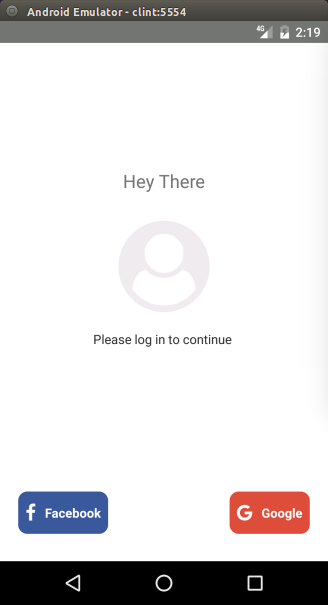 Android Emulator - clint:5554
4G 2:19
Hey There
Please log in to continue
Facebook
Google